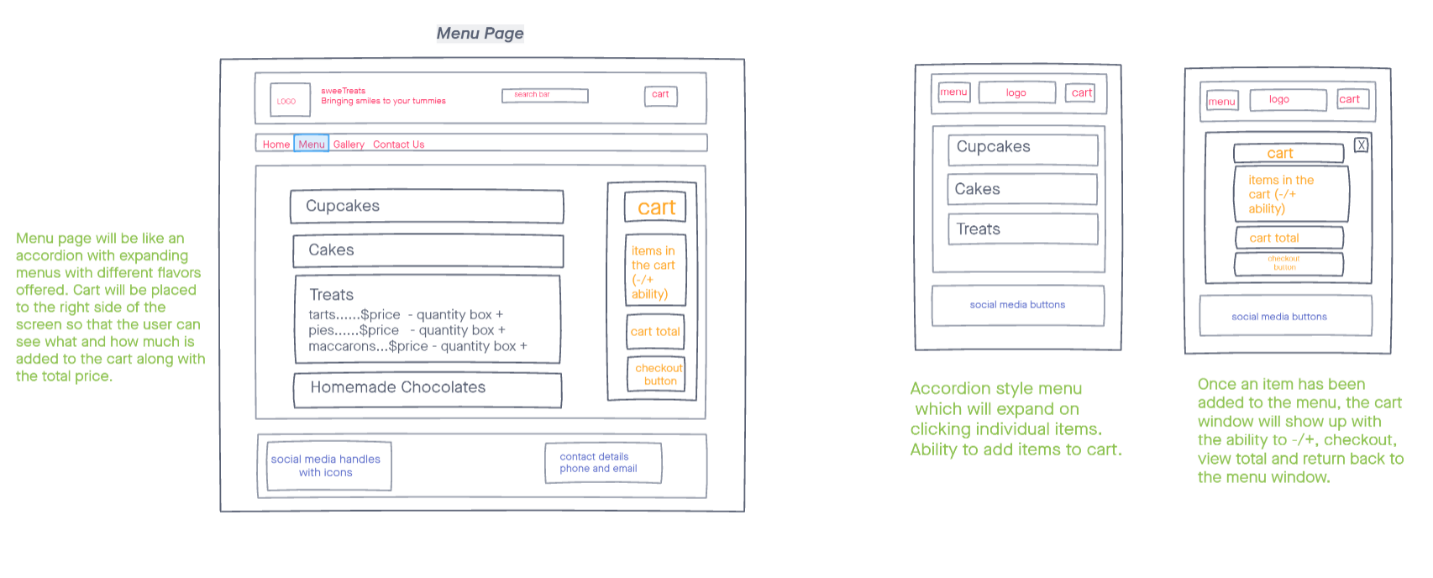 Menu Page
LOGO
sweeTreats
Bringing smiles to your tummies
search bar
cart
Home Menu Gallery Contact Us
Cupcakes
Cakes
Treats
tarts......$price - quantity box +
pies......$price - quantity box +
maccarons...$price - quantity box +
Homemade Chocolates
cart
items in
the cart
(-/+
ability)
cart total
checkout
button
social media handles
with icons
contact details
phone and email
Menu page will be like an
accordion with expanding
menus with different flavors
offered. Cart will be placed
to the right side of the
screen so that the user can
see what and how much is
added to the cart along with
the total price.
menu
logo
cart
Cupcakes
Cakes
Treats
social media buttons
Accordion style menu
which will expand on
clicking individual items.
Ability to add items to cart.
menu
logo
cart
X
cart
items in the
cart (-/+
ability)
cart total
checkout
button
social media buttons
Once an item has been
added to the menu, the cart
window will show up with
the ability to -/+, checkout,
view total and return back to
the menu window.